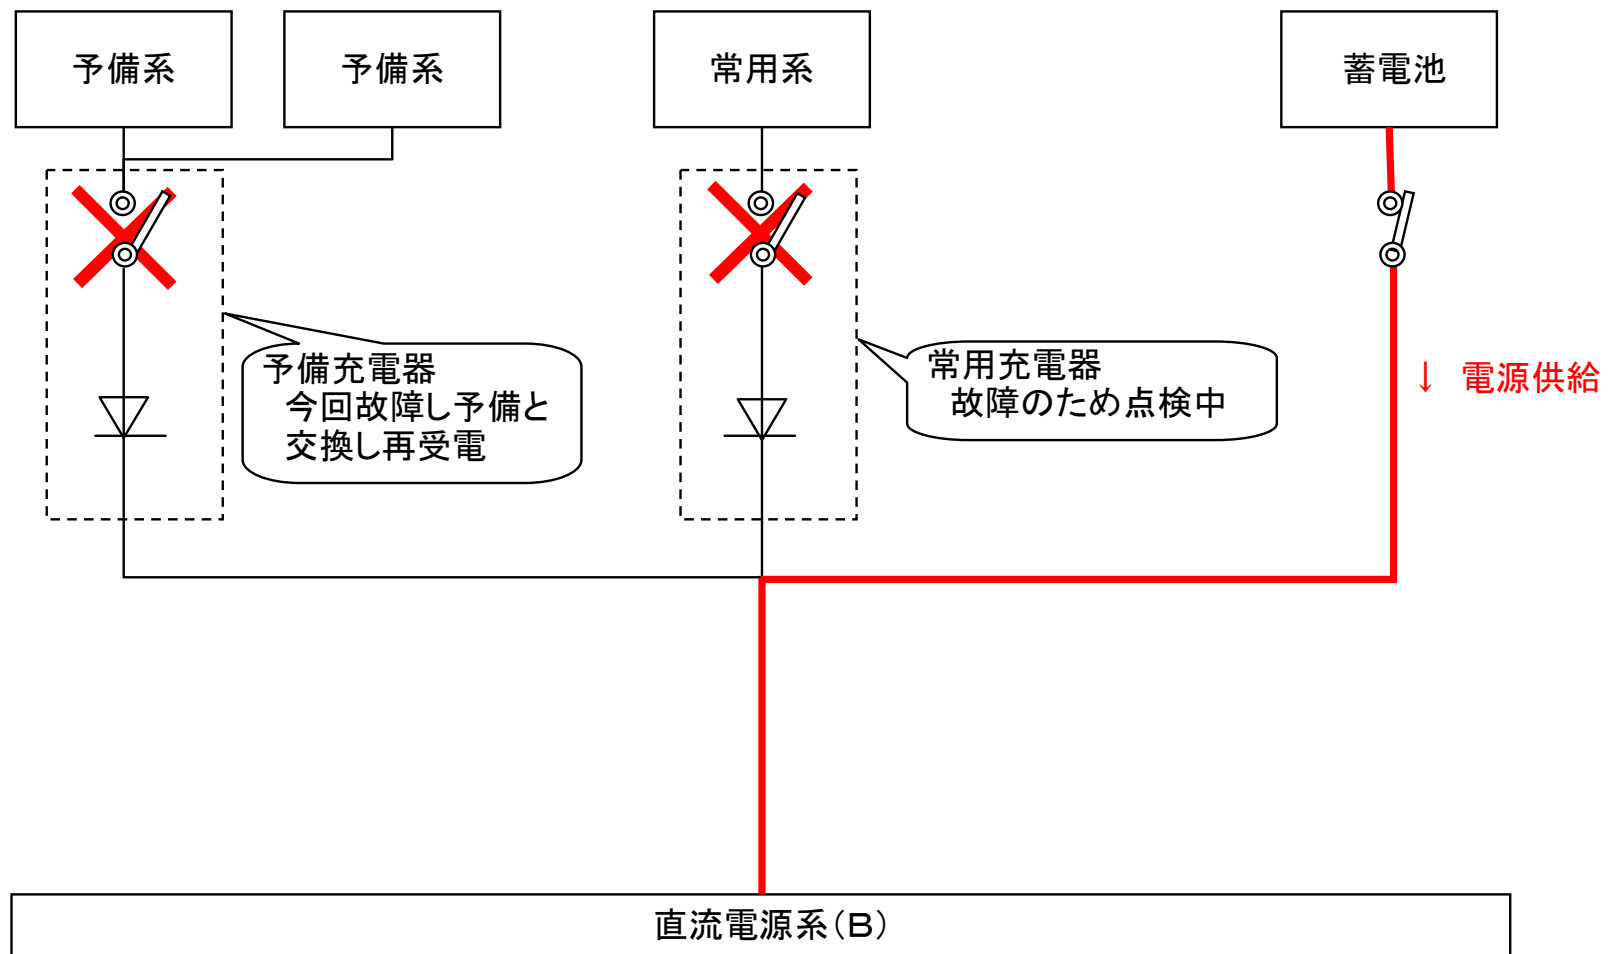 予備系
予備系
常用系
蓄電池
予備充電器
今回故障し予備と
交換し再受電
常用充電器
故障のため点検中
↓ 電源供給
直流電源系(B)